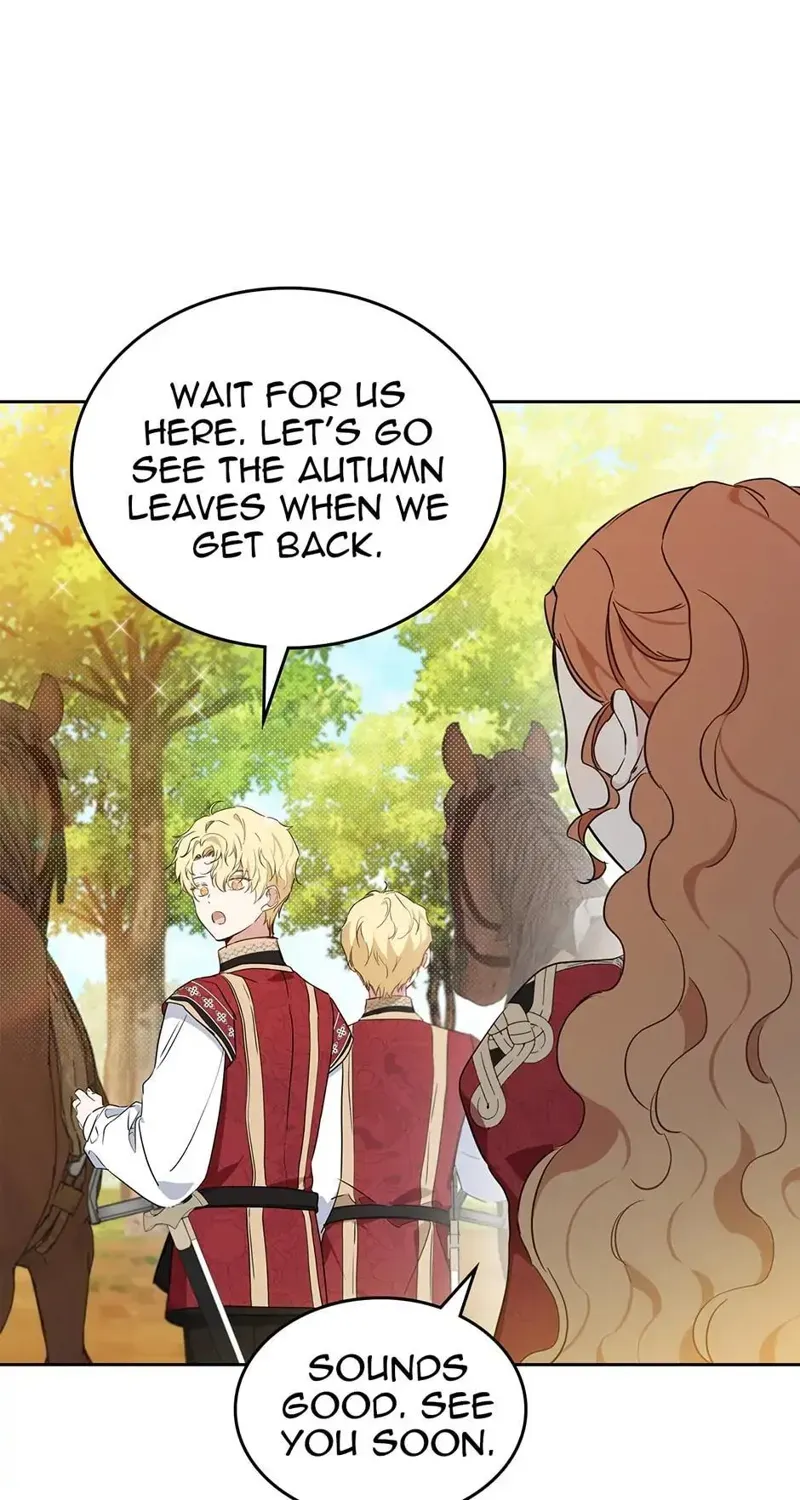 WAIT FOR US
HERE. LET'S GO
SEE THE AUTUMN
LEAVES WHEN WE
GET BACK.
SOUNDS
GOOD. SEE
YOU SOON.